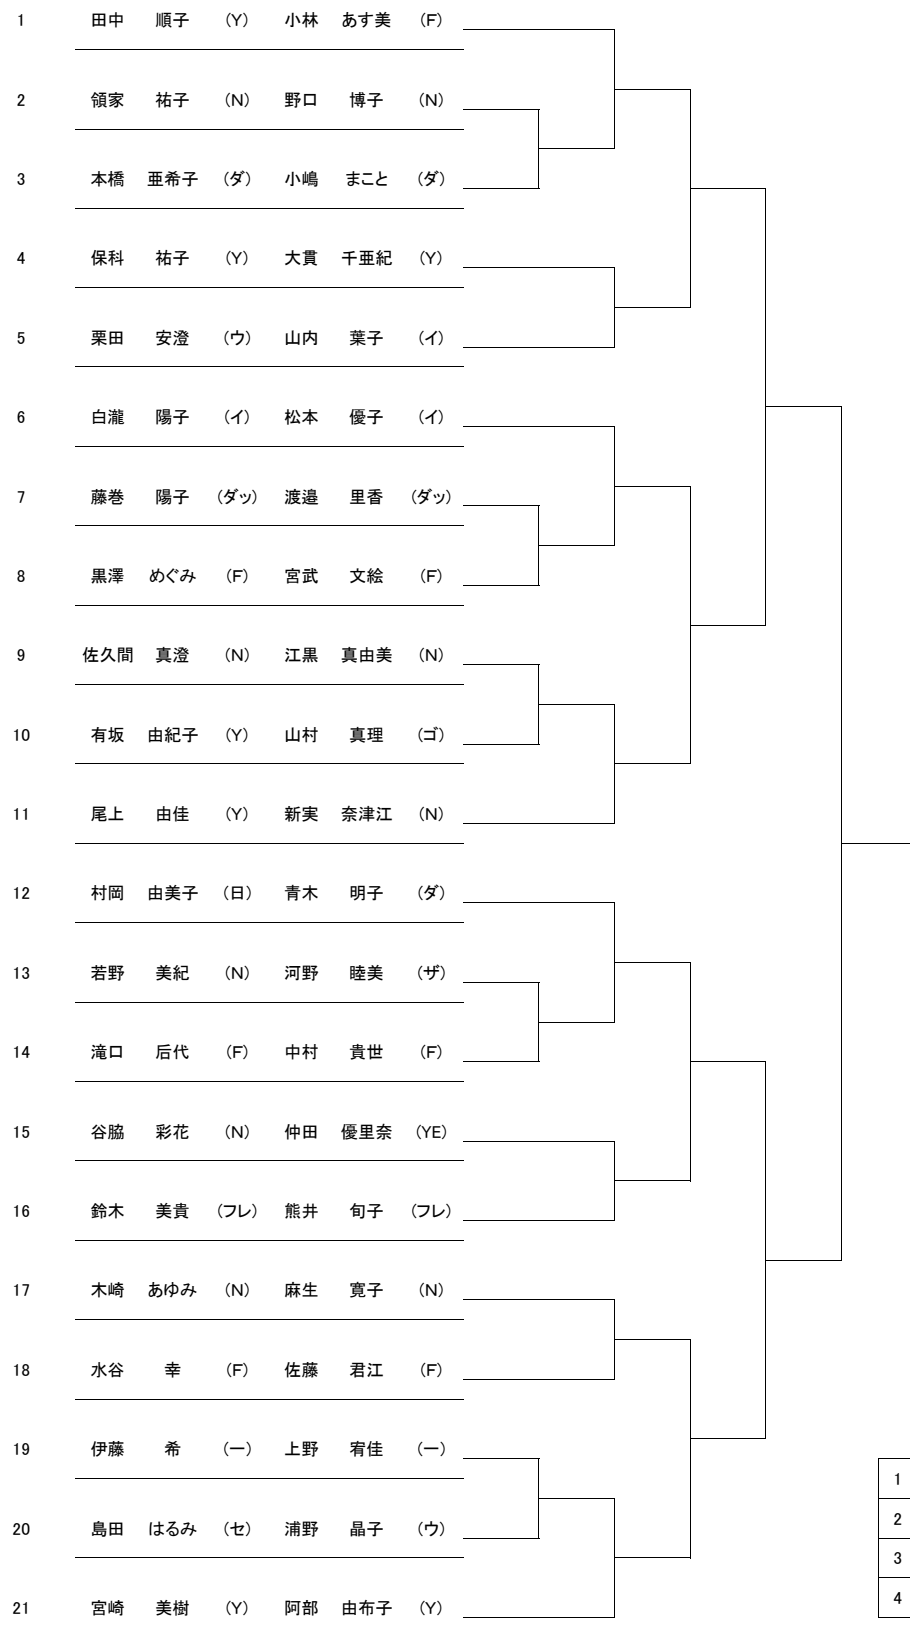 1 田中 順子 (Y) 小林 あす美 (F)
2 領家 祐子 (N) 野口 博子 (N)
3 本橋 亜希子 (ダ) 小嶋 まこと (ダ)
4 保科 祐子 (Y) 大貫 千亜紀 (Y)
5 栗田 安澄 (ウ) 山内 葉子 (イ)
6 白瀧 陽子 (イ) 松本 優子 (イ)
7 藤巻 陽子 (ダッ) 渡邉 里香 (ダッ)
8 黒澤 めぐみ (F) 宮武 文絵 (F)
9 佐久間 真澄 (N) 江黒 真由美 (N)
10 有坂 由紀子 (Y) 山村 真理 (ゴ)
11 尾上 由佳 (Y) 新実 奈津江 (N)
12 村岡 由美子 (日) 青木 明子 (ダ)
13 若野 美紀 (N) 河野 睦美 (ザ)
14 滝口 后代 (F) 中村 貴世 (F)
15 谷脇 彩花 (N) 仲田 優里奈 (YE)
16 鈴木 美貴 (フレ) 熊井 旬子 (フレ)
17 木崎 あゆみ (N) 麻生 寛子 (N)
18 水谷 幸 (F) 佐藤 君江 (F)
19 伊藤 希 (一) 上野 宥佳 (一)
20 島田 はるみ (セ) 浦野 晶子 (ウ)
21 宮崎 美樹 (Y) 阿部 由布子 (Y)
1
2
3
4